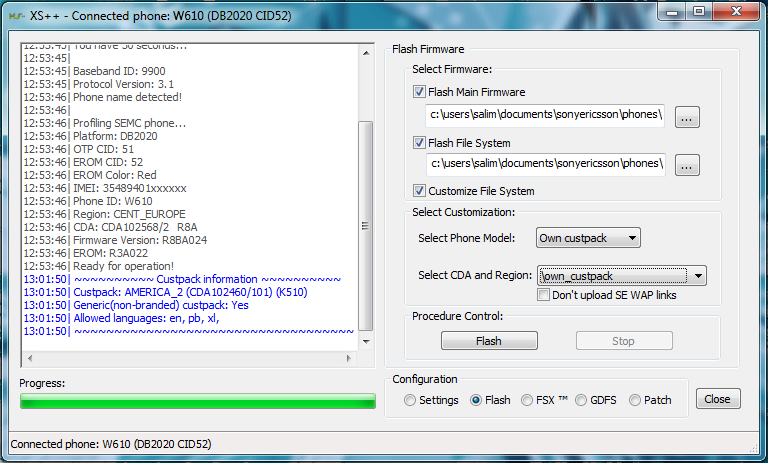 XS++ - Connected phone: W610 (DB2020 CID52)
12:53:45| You have 30 seconds...
12:53:45|
12:53:45| Baseband ID: 9900
12:53:46| Protocol Version: 3.1
12:53:46| Phone name detected!
12:53:46|
12:53:46| Profiling SEMC phone...
12:53:46| Platform: DB2020
12:53:46| OTP CID: 51
12:53:46| EROM CID: 52
12:53:46| EROM Color: Red
12:53:46| IMEI: 35489401xxxxxx
12:53:46| Phone ID: W610
12:53:46| Region: CENT_EUROPE
12:53:46| CDA: CDA102568/2 R8A
12:53:46| Firmware Version: R8BA024
12:53:46| EROM: R3A022
12:53:46| Ready for operation!
13:01:50| ~~~~~~~~~~ Custpack information ~~~~~~~~~~
13:01:50| Custpack: AMERICA_2 (CDA102460/101) (K510)
13:01:50| Generic(non-branded) custpack: Yes
13:01:50| Allowed languages: en, pb, xl,
13:01:50| ~~~~~~~~~~~~~~~~~~~~~~~~~~~~~~~~~~~
Progress:
Flash Firmware
Select Firmware:
Flash Main Firmware
c:\users\salim\documents\sonyericsson\phones\
...
Flash File System
c:\users\salim\documents\sonyericsson\phones\
...
Customize File System
Select Customization:
Select Phone Model: Own custpack
Select CDA and Region: \own_custpack
Don't upload SE WAP links
Procedure Control:
Flash Stop
Configuration
Settings Flash FSX ™ GDFS Patch Close
Connected phone: W610 (DB2020 CID52)